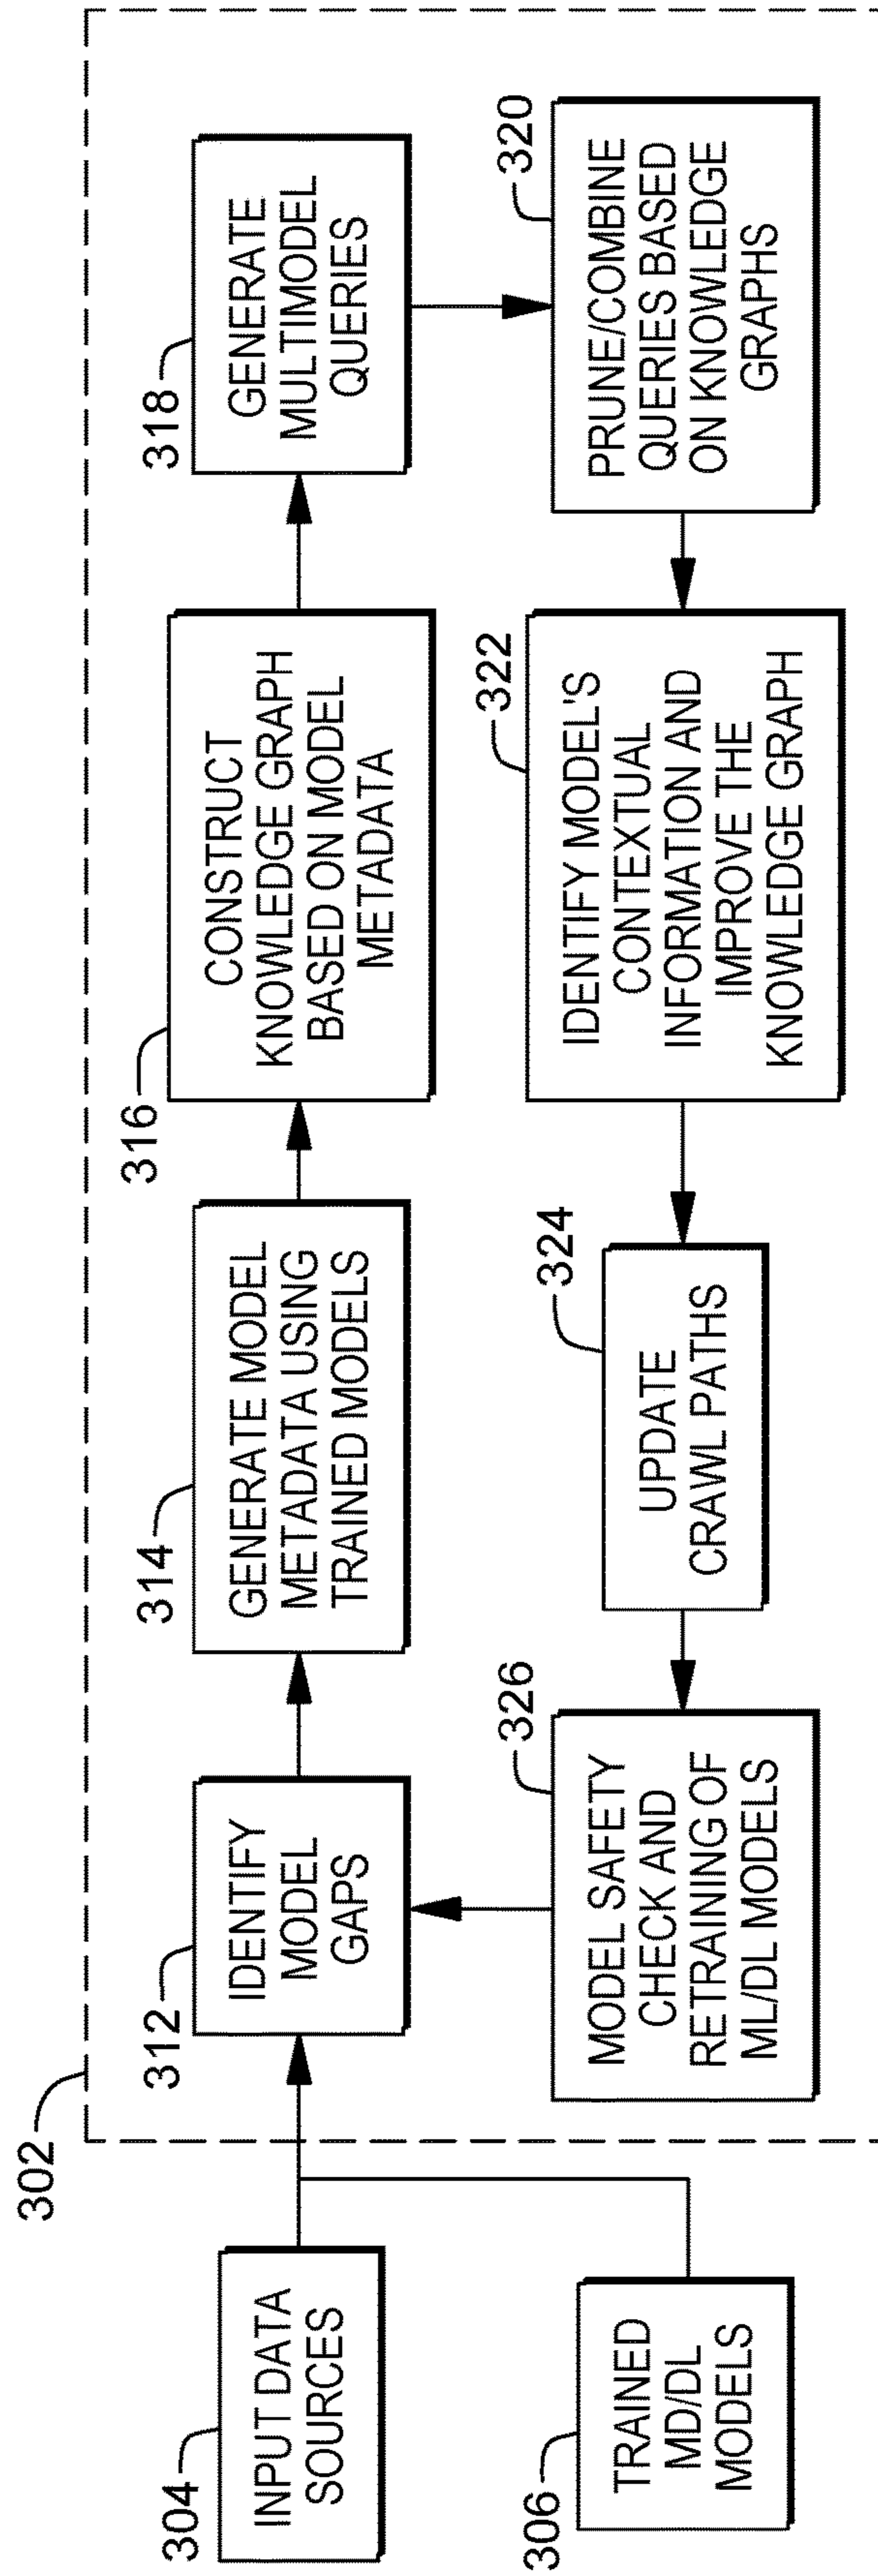 302
304
INPUT DATA
SOURCES
306
TRAINED
MD/DL
MODELS
312
IDENTIFY
MODEL
GAPS
314
GENERATE MODEL
METADATA USING
TRAINED MODELS
316
CONSTRUCT
KNOWLEDGE GRAPH
BASED ON MODEL
METADATA
318
GENERATE
MULTIMODEL
QUERIES
320
PRUNE/COMBINE
QUERIES BASED
ON KNOWLEDGE
GRAPHS
322
IDENTIFY MODEL'S
CONTEXTUAL
INFORMATION AND
IMPROVE THE
KNOWLEDGE GRAPH
324
UPDATE
CRAWL PATHS
326
MODEL SAFETY
CHECK AND
RETRAINING OF
ML/DL MODELS